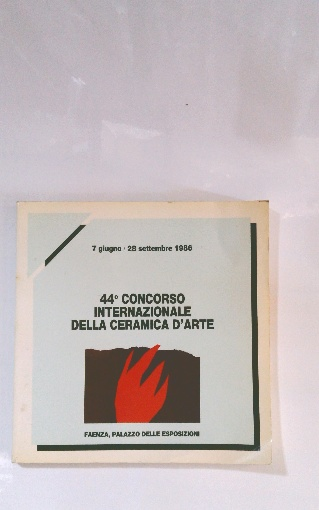 7 giugno · 28 settembre 1986
44° CONCORSO
INTERNAZIONALE
DELLA CERAMICA D'ARTE
FAENZA, PALAZZO DELLE ESPOSIZIONI